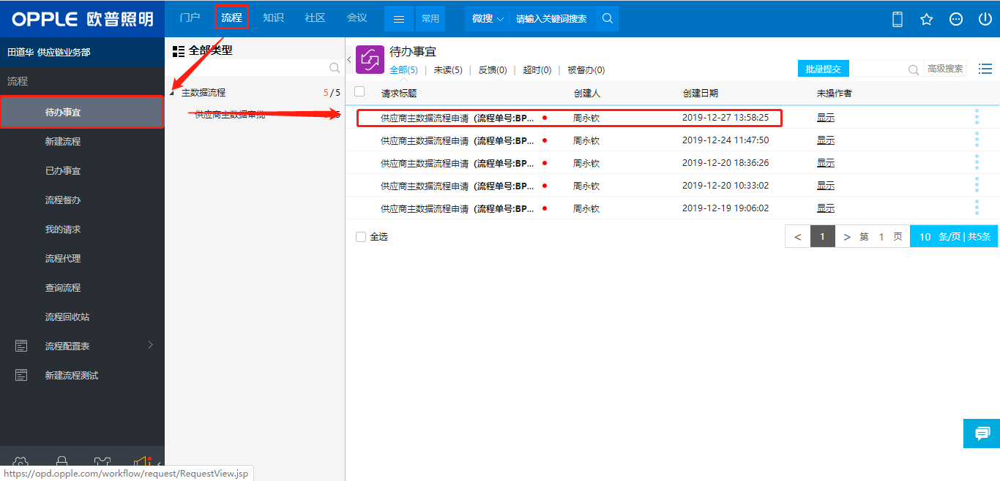 OPPLE 欧普照明 门户 流程 知识 社区 会议 常用 微搜 请输入关键词搜索
田道华 供应链业务部
流程
待办事宜
新建流程
已办事宜
流程督办
我的请求
流程代理
查询流程
流程回收站
流程配置表
新建流程测试
全部类型
主数据流程 5/5
供应商主数据审批 5
待办事宜
全部(5) | 未读(5) | 反馈(0) | 超时(0) | 被督办(0)
批量提交 高级搜索
请求标题 创建人 创建日期 未操作者
供应商主数据流程申请 (流程单号:BP... 周永钦 2019-12-27 13:58:25 显示
供应商主数据流程申请 (流程单号:BP... 周永钦 2019-12-24 11:47:50 显示
供应商主数据流程申请 (流程单号:BP... 周永钦 2019-12-20 18:36:26 显示
供应商主数据流程申请 (流程单号:BP... 周永钦 2019-12-20 10:33:02 显示
供应商主数据流程申请 (流程单号:BP... 周永钦 2019-12-19 19:06:02 显示
全选
< 1 > 第 1 页 10 条/页 | 共5条
https://opd.opple.com/workflow/request/RequestView.jsp